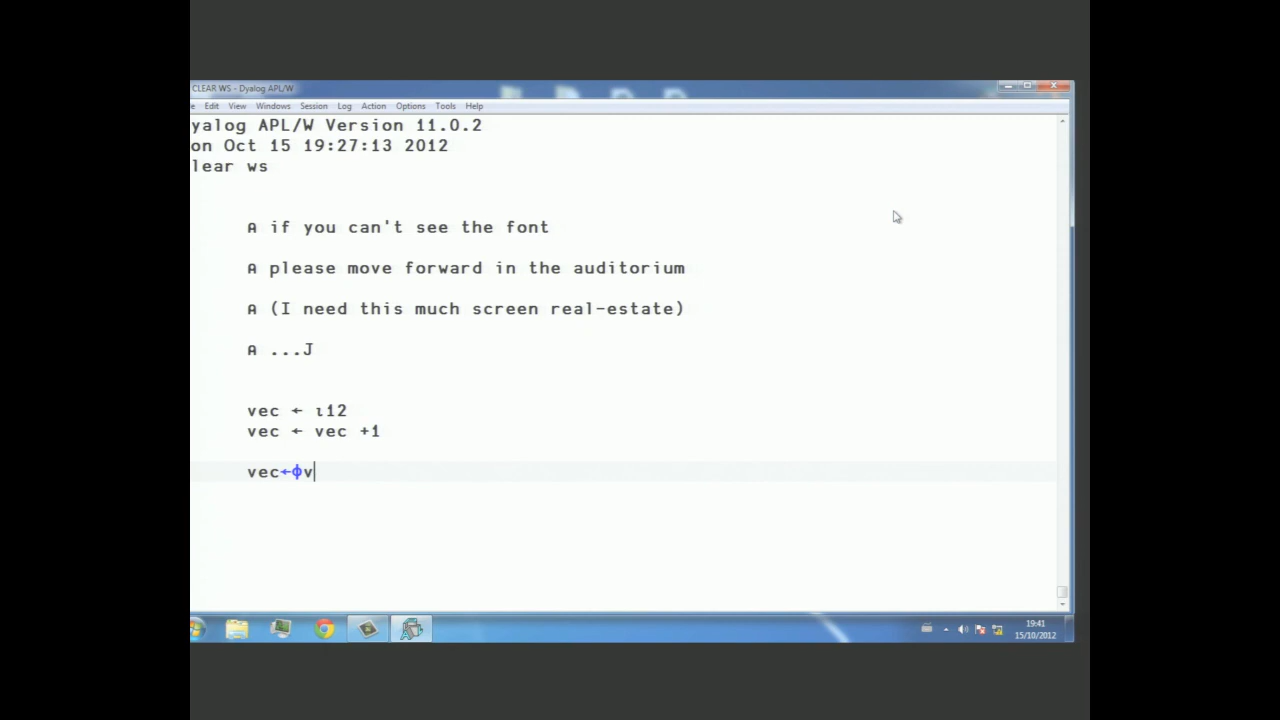 CLEAR WS - Dyalog APL/W
Edit View Windows Session Log Action Options Tools Help
yalog APL/W Version 11.0.2
on Oct 15 19:27:13 2012
lear ws
⍝ if you can't see the font
⍝ please move forward in the auditorium
⍝ (I need this much screen real-estate)
⍝ ...J
vec ← ⍳12
vec ← vec +1
vec←⌽v
19:41
15/10/2012